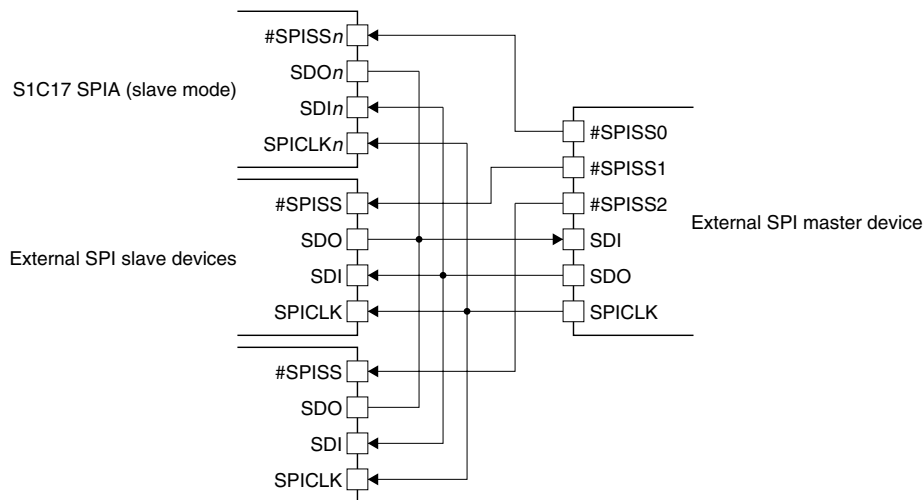 #SPISSn
SDOn
S1C17 SPIA (slave mode)
SDIn
SPICLKn
#SPISS
SDO
External SPI slave devices
SDI
SPICLK
#SPISS
SDO
SDI
SPICLK
#SPISS0
#SPISS1
#SPISS2
External SPI master device
SDI
SDO
SPICLK